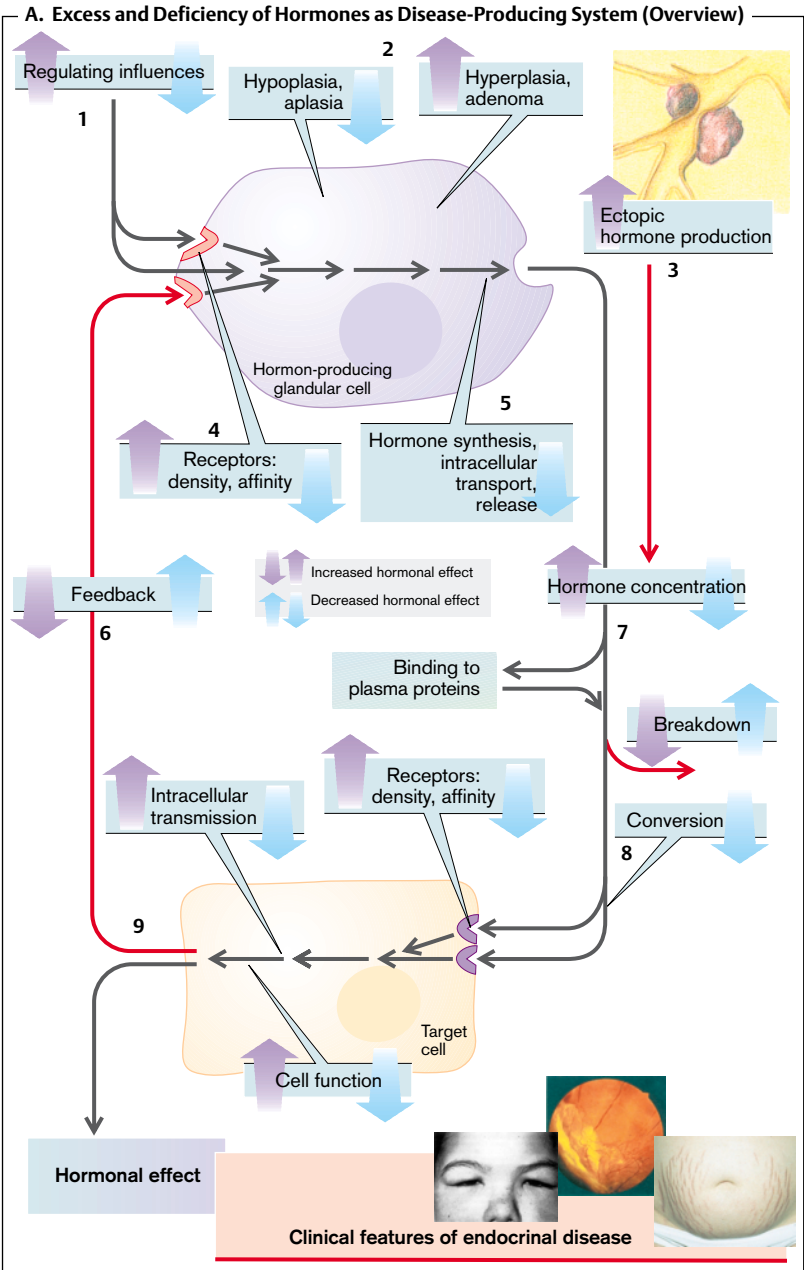 A. Excess and Deficiency of Hormones as Disease-Producing System (Overview)
Regulating influences
1
2
Hypoplasia,
aplasia
Hyperplasia,
adenoma
Ectopic
hormone production
3
Hormon-producing
glandular cell
4
Receptors:
density, affinity
5
Hormone synthesis,
intracellular
transport,
release
Feedback
6
Increased hormonal effect
Decreased hormonal effect
Hormone concentration
7
Binding to
plasma proteins
Breakdown
Intracellular
transmission
Receptors:
density, affinity
Conversion
8
9
Target
cell
Cell function
Hormonal effect
Clinical features of endocrinal disease